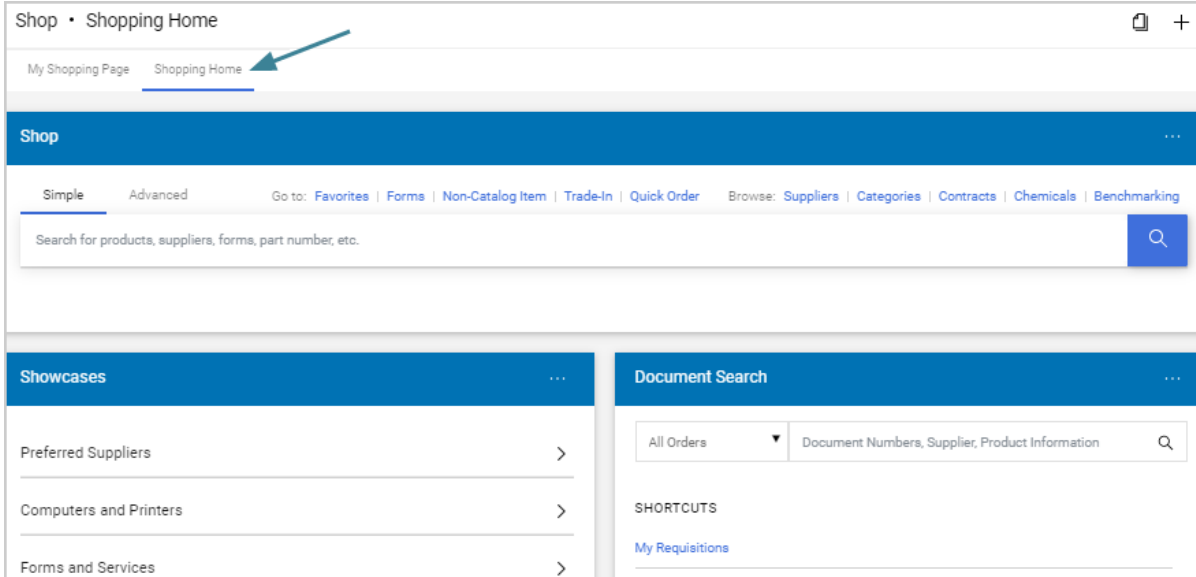 Shop • Shopping Home
My Shopping Page Shopping Home
Shop
Simple Advanced Go to: Favorites | Forms | Non-Catalog Item | Trade-In | Quick Order Browse: Suppliers | Categories | Contracts | Chemicals | Benchmarking
Search for products, suppliers, forms, part number, etc.
Showcases
Preferred Suppliers
Computers and Printers
Forms and Services
Document Search
All Orders Document Numbers, Supplier, Product Information
SHORTCUTS
My Requisitions